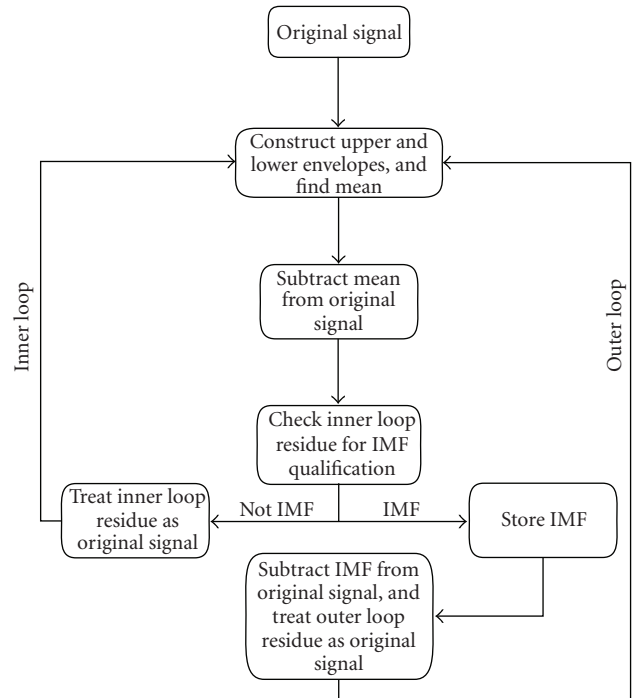 Original signal
Construct upper and
lower envelopes, and
find mean
Subtract mean
from original
signal
Inner loop
Outer loop
Check inner loop
residue for IMF
qualification
Not IMF
IMF
Treat inner loop
residue as
original signal
Store IMF
Subtract IMF from
original signal, and
treat outer loop
residue as original
signal